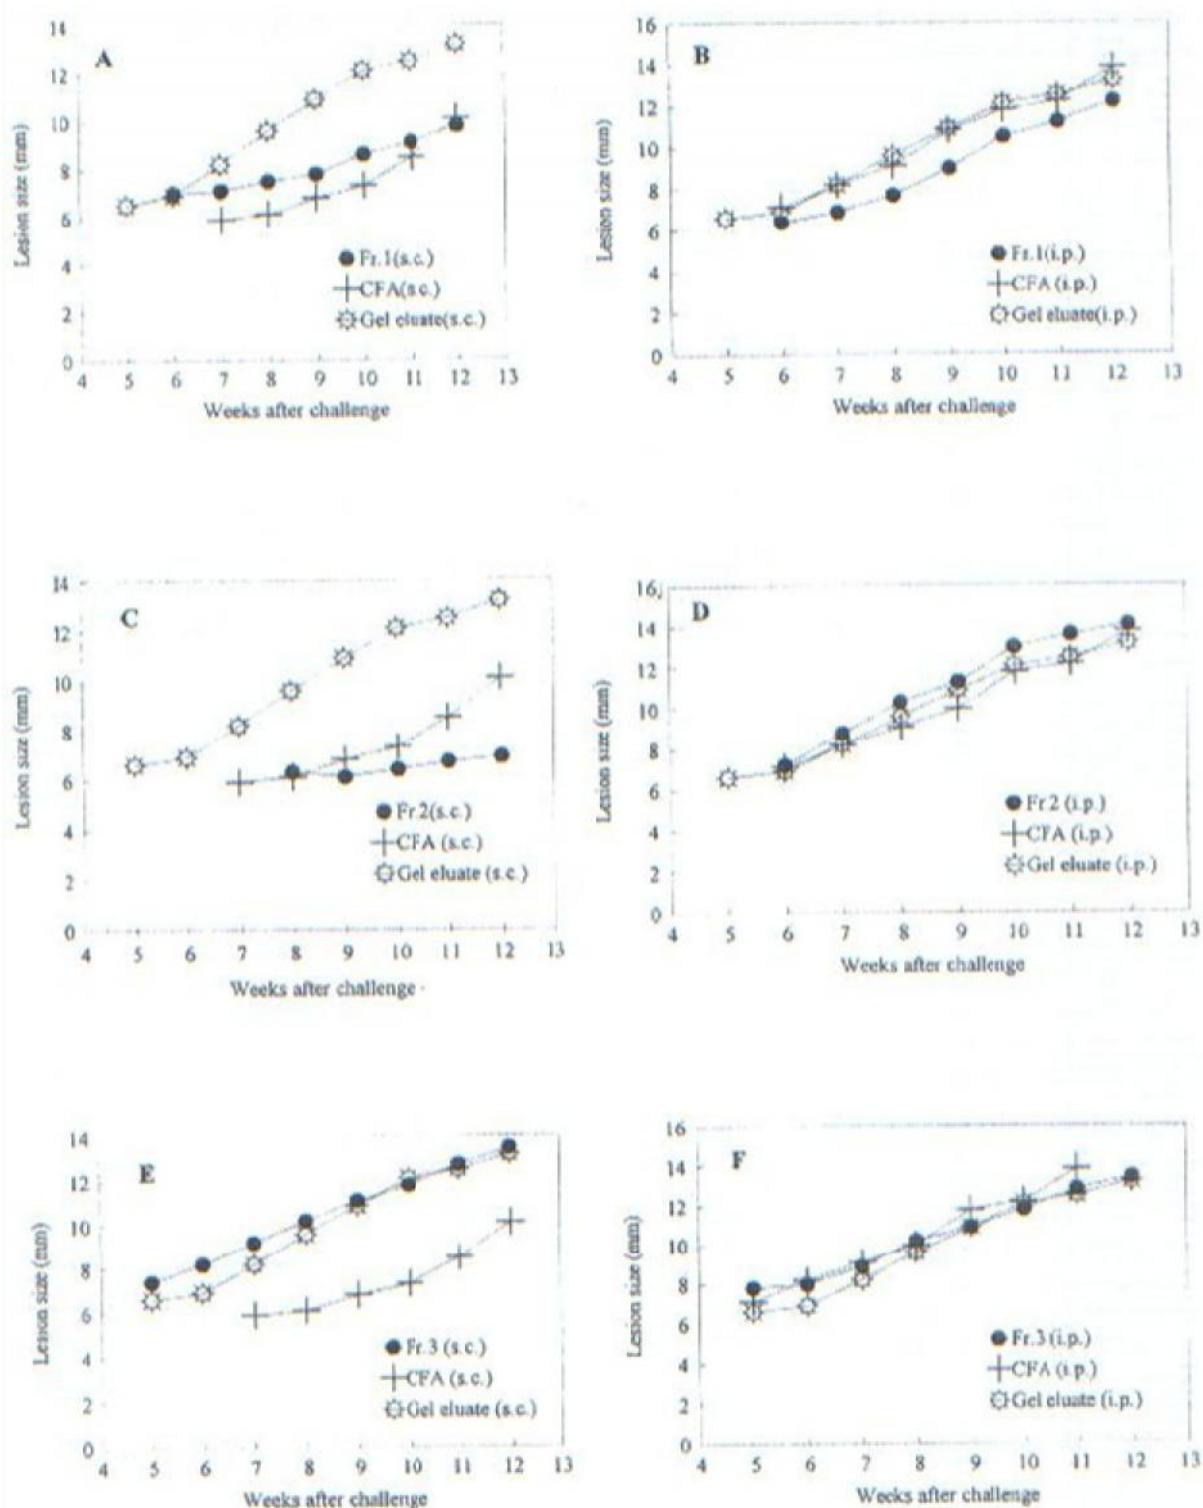 A
14
12
10
8
6
4
2
0
Lesion size (mm)
Fr.1(s.c.)
CFA(s.c.)
Gel eluate(s.c.)
4 5 6 7 8 9 10 11 12 13
Weeks after challenge
B
16
14
12
10
8
6
4
2
0
Lesion size (mm)
Fr.1(i.p.)
CFA (i.p.)
Gel eluate(i.p.)
4 5 6 7 8 9 10 11 12 13
Weeks after challenge
C
14
12
10
8
6
4
2
0
Lesion size (mm)
Fr2(s.c.)
CFA (s.c.)
Gel eluate (s.c.)
4 5 6 7 8 9 10 11 12 13
Weeks after challenge
D
16
14
12
10
8
6
4
2
0
Lesion size (mm)
Fr2 (i.p.)
CFA (i.p.)
Gel eluate (i.p.)
4 5 6 7 8 9 10 11 12 13
Weeks after challenge
E
14
12
10
8
6
4
2
0
Lesion size (mm)
Fr.3 (s.c.)
CFA (s.c.)
Gel eluate (s.c.)
4 5 6 7 8 9 10 11 12 13
Weeks after challenge
F
16
14
12
10
8
6
4
2
0
Lesion size (mm)
Fr.3 (i.p.)
CFA (i.p.)
Gel eluate (i.p.)
4 5 6 7 8 9 10 11 12 13
Weeks after challenge